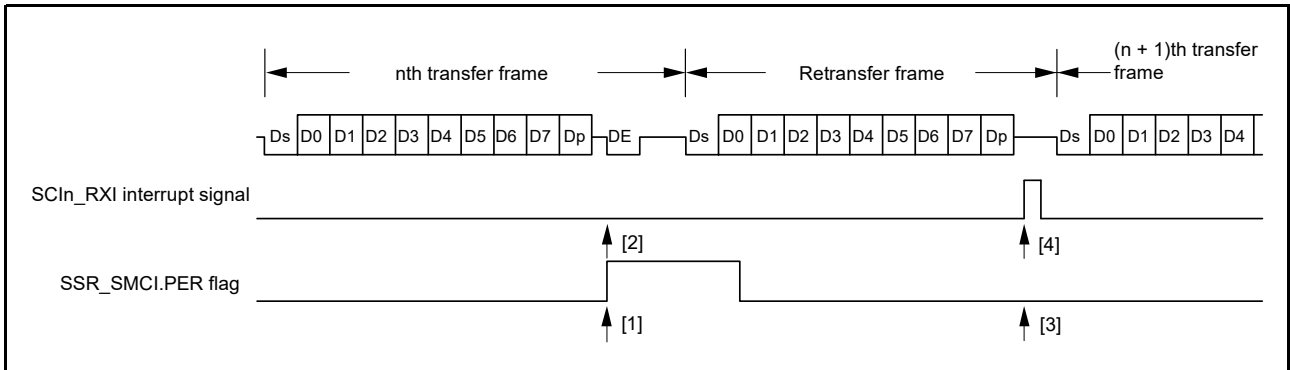 nth transfer frame
Retransfer frame
(n + 1)th transfer
frame
Ds D0 D1 D2 D3 D4 D5 D6 D7 Dp DE Ds D0 D1 D2 D3 D4 D5 D6 D7 Dp Ds D0 D1 D2 D3 D4
SCIn_RXI interrupt signal
[2] [4]
SSR_SMCI.PER flag
[1] [3]